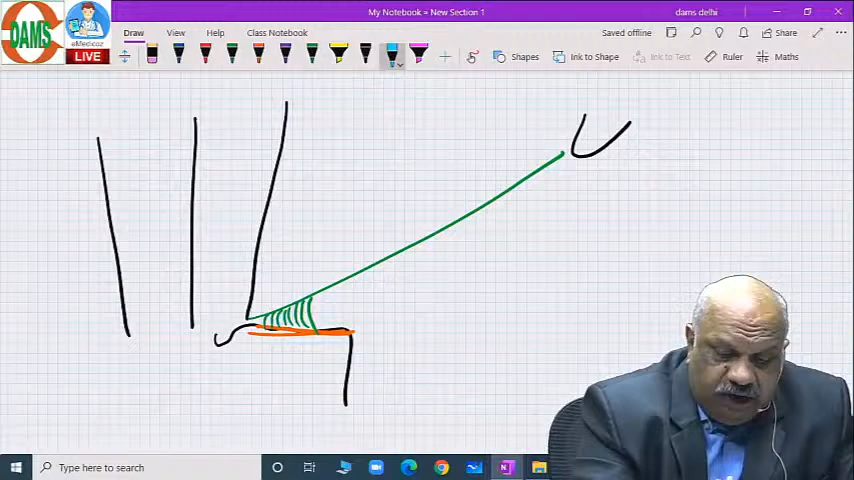 My Notebook = New Section 1
dams delhi
DAMS
eMedicoz
LIVE
Draw
View
Help
Class Notebook
Saved offline
Share
Shapes
Ink to Shape
Ink to Text
Ruler
Maths
Type here to search